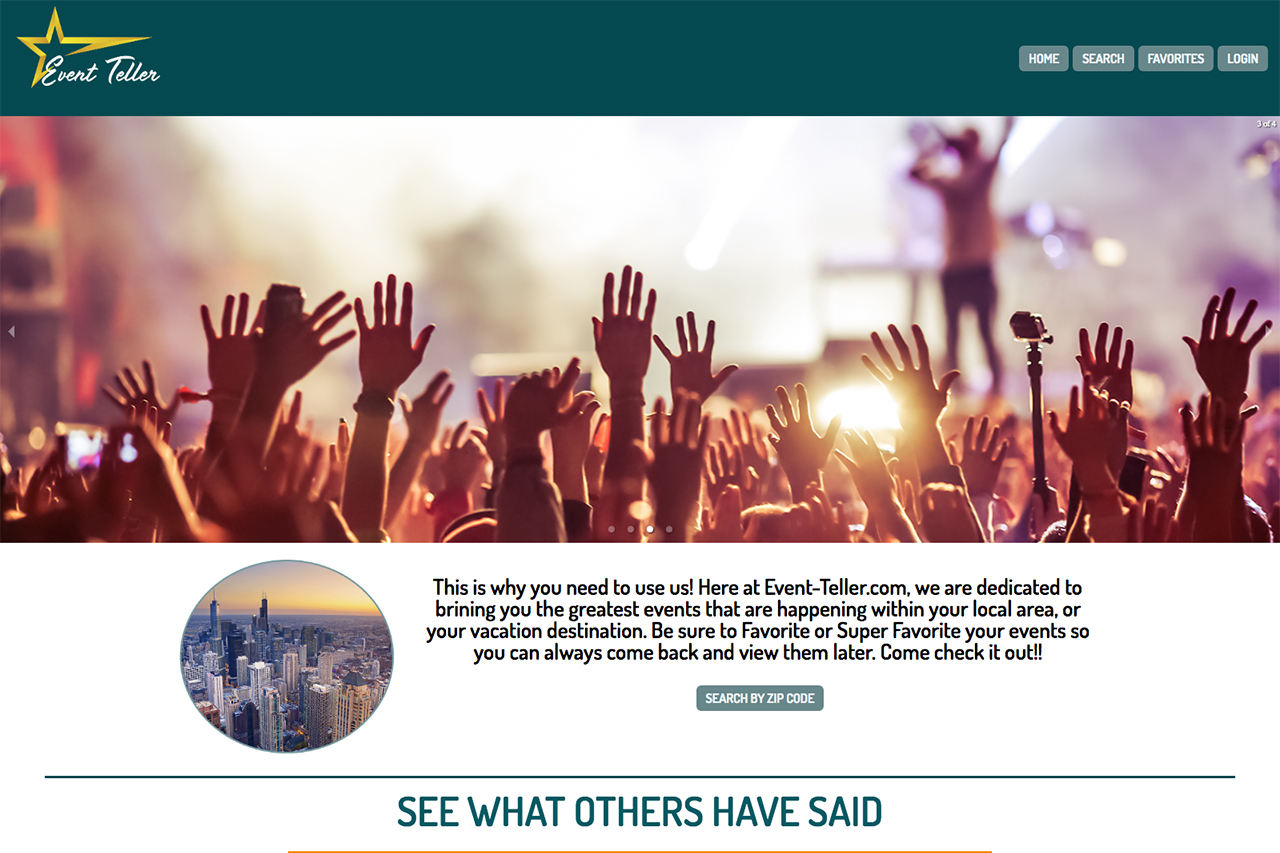 Event Teller
HOME SEARCH FAVORITES LOGIN
3 of 4
This is why you need to use us! Here at Event-Teller.com, we are dedicated to
brining you the greatest events that are happening within your local area, or
your vacation destination. Be sure to Favorite or Super Favorite your events so
you can always come back and view them later. Come check it out!!
SEARCH BY ZIP CODE
SEE WHAT OTHERS HAVE SAID